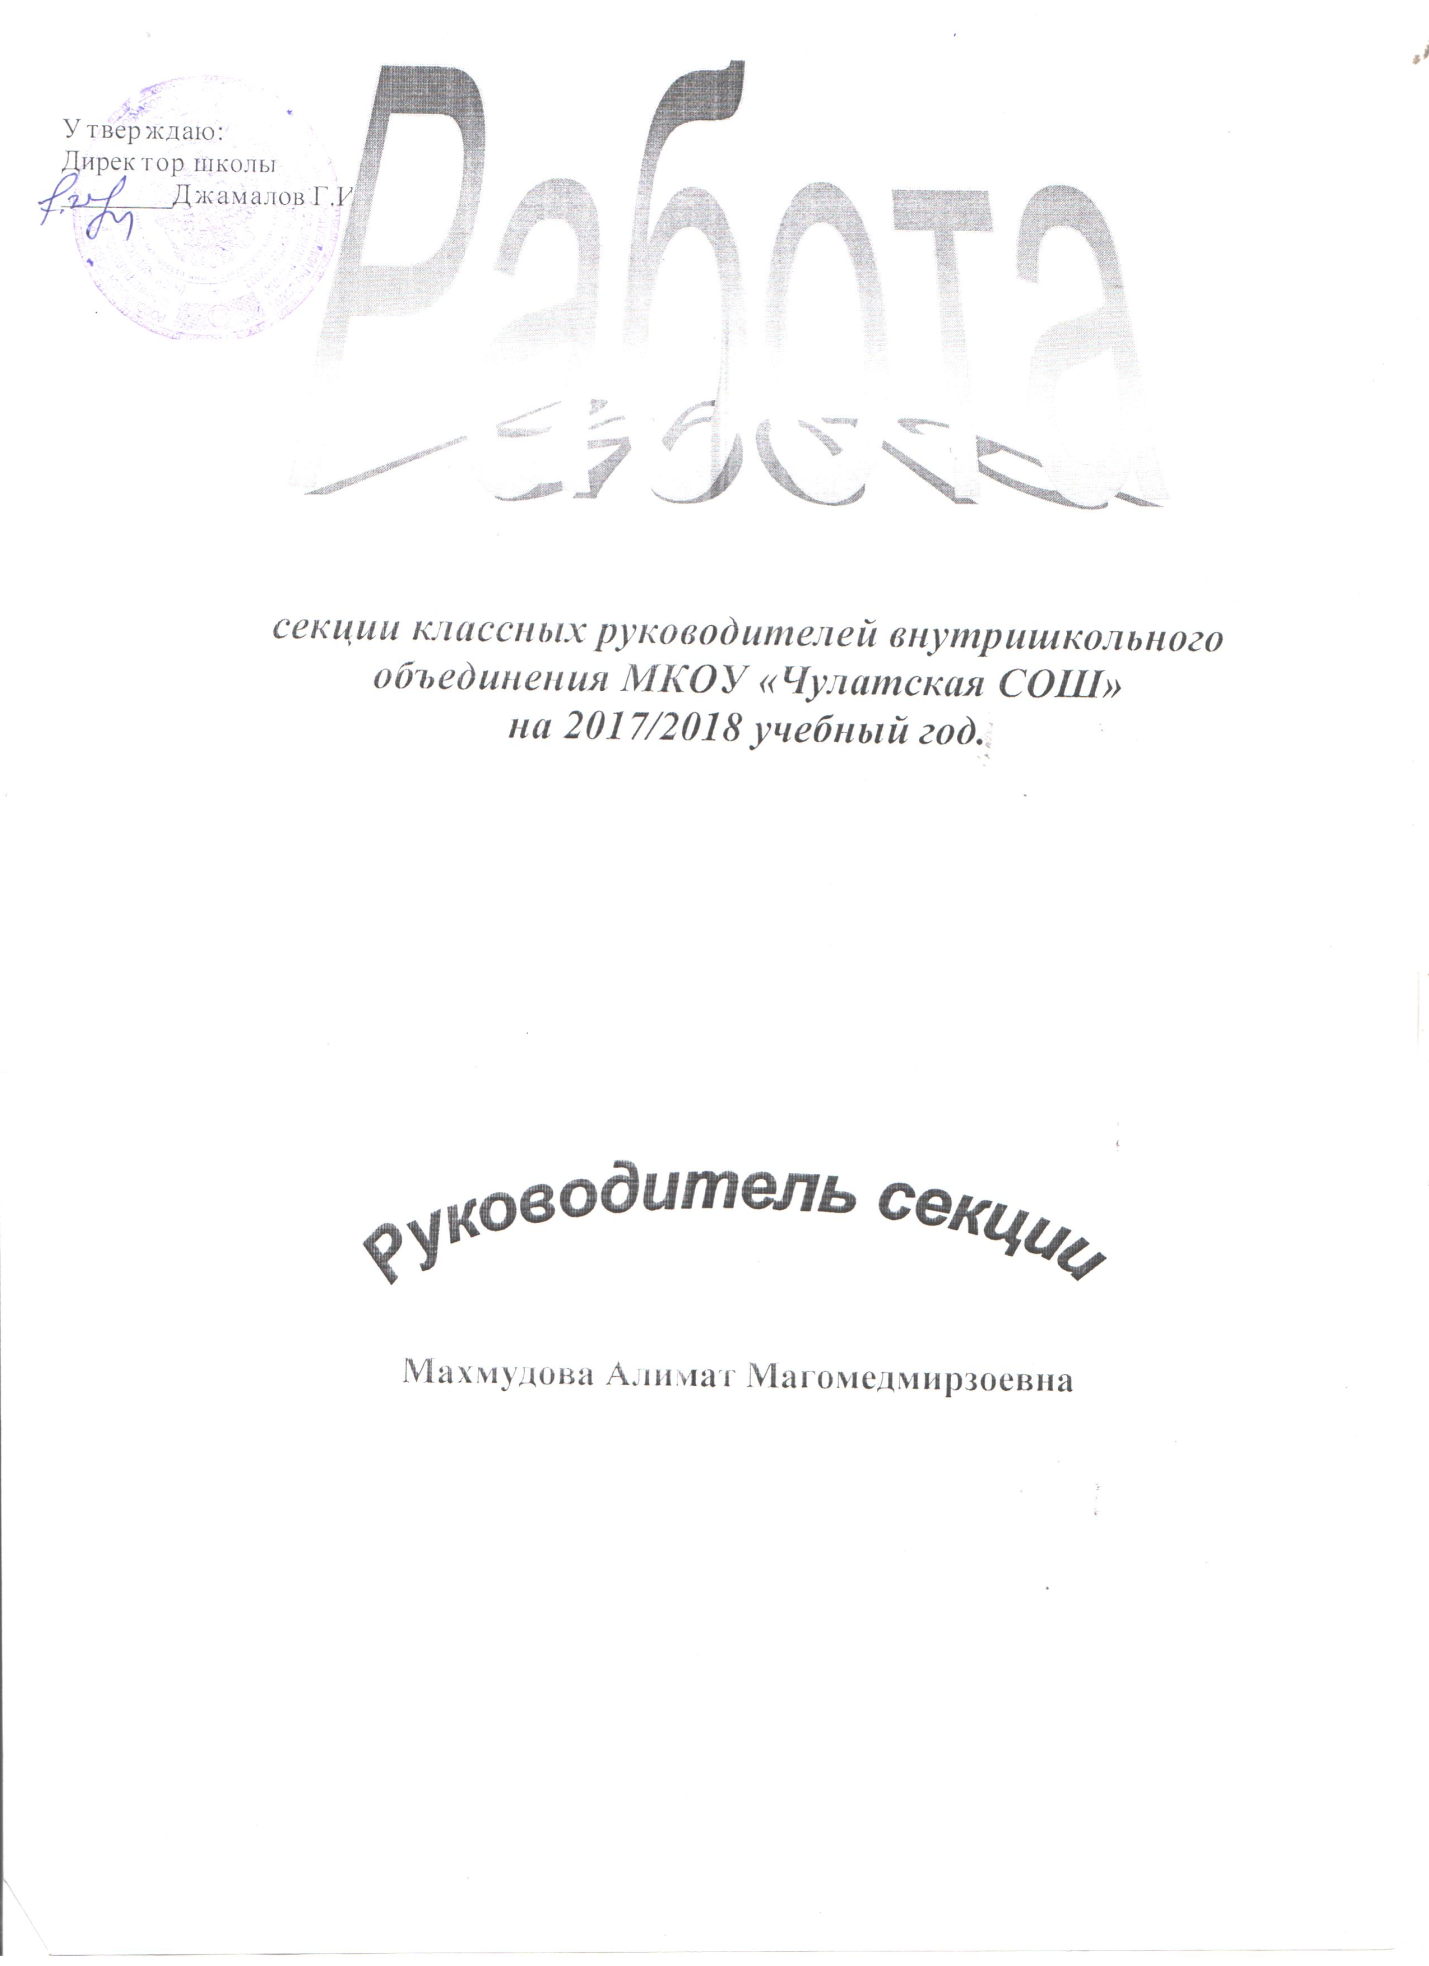 Утверждаю:
Директор школы
Джамалов Г.И
Работа
секции классных руководителей внутришкольного
объединения МКОУ «Чулатская СОШ»
на 2017/2018 учебный год.
Руководитель секции
Махмудова Алимат Магомедмирзоевна